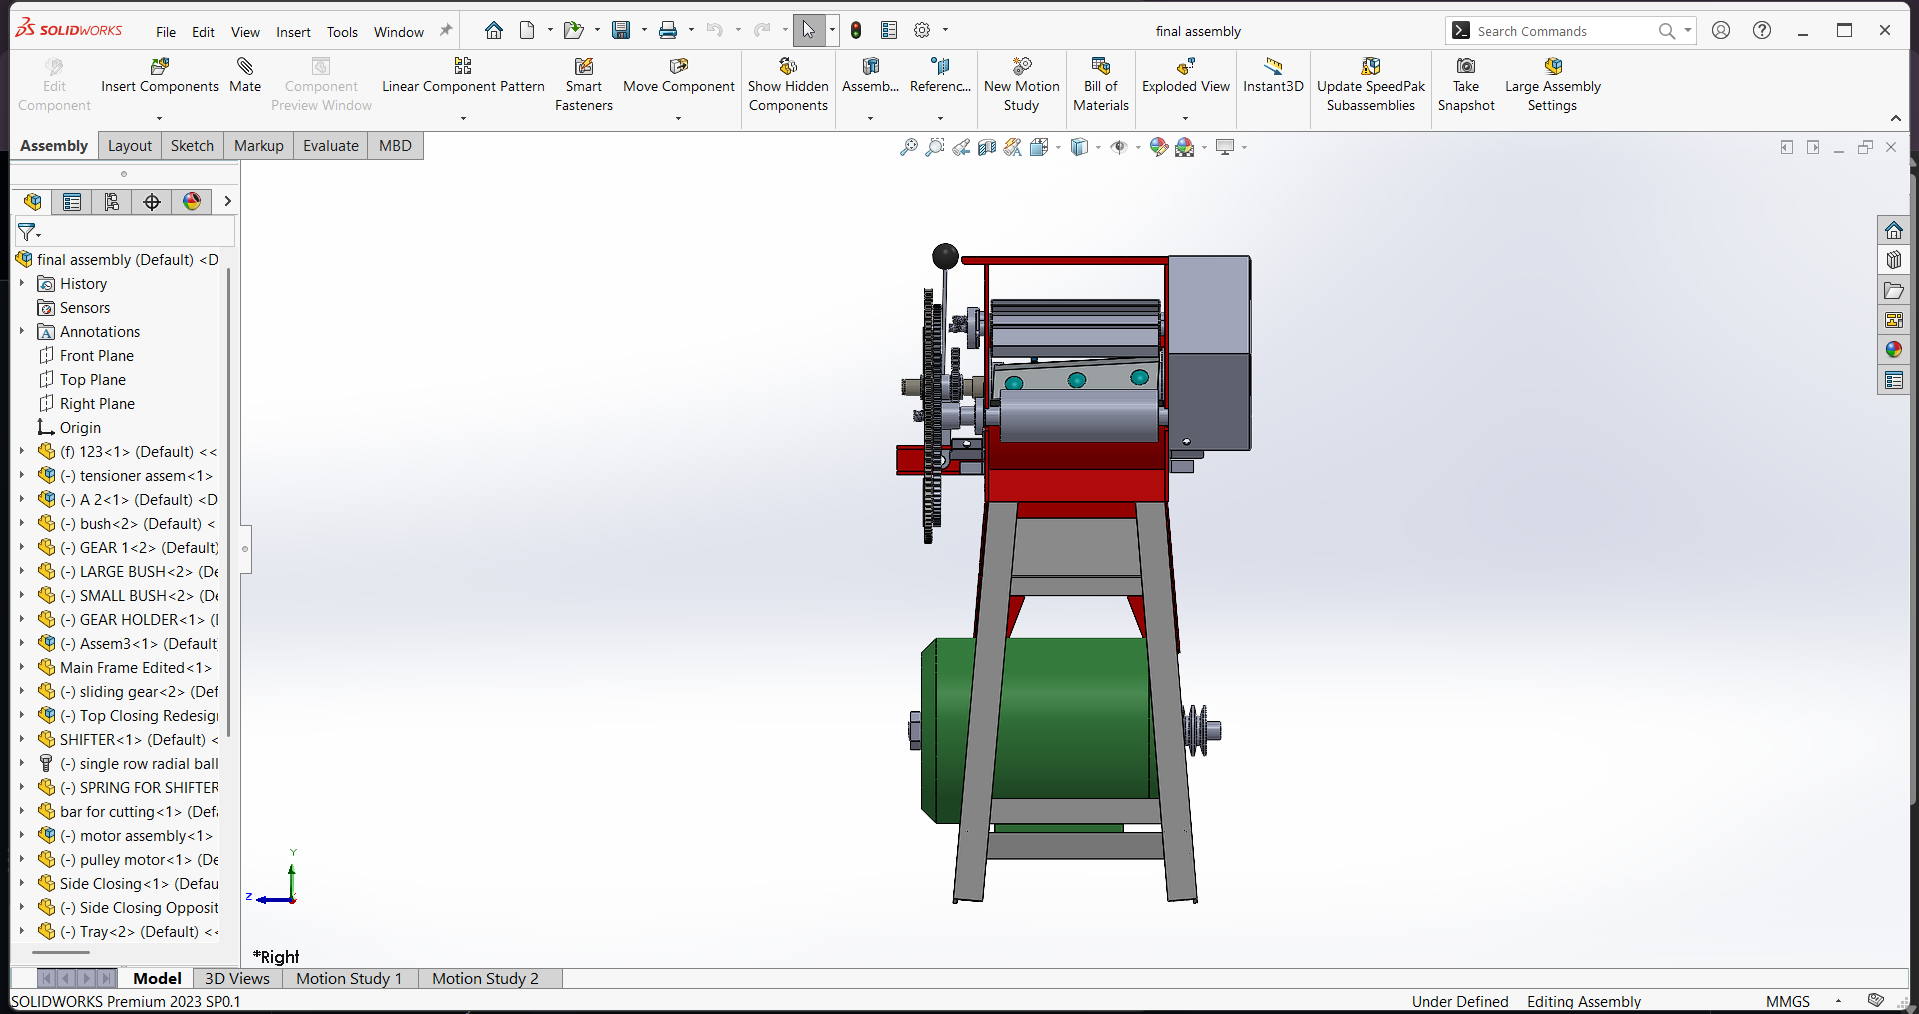 SOLIDWORKS File Edit View Insert Tools Window final assembly Search Commands
Edit Component Insert Components Mate Component Preview Window Linear Component Pattern Smart Fasteners Move Component Show Hidden Components Assemb... Referenc... New Motion Study Bill of Materials Exploded View Instant3D Update SpeedPak Subassemblies Take Snapshot Large Assembly Settings
Assembly Layout Sketch Markup Evaluate MBD
final assembly (Default) <D
History
Sensors
Annotations
Front Plane
Top Plane
Right Plane
Origin
(f) 123<1> (Default) <<
(-) tensioner assem<1>
(-) A 2<1> (Default) <D
(-) bush<2> (Default) <
(-) GEAR 1<2> (Default)
(-) LARGE BUSH<2> (De
(-) SMALL BUSH<2> (De
(-) GEAR HOLDER<1> (
(-) Assem3<1> (Default
Main Frame Edited<1>
(-) sliding gear<2> (Def
(-) Top Closing Redesig
SHIFTER<1> (Default) <
(-) single row radial ball
(-) SPRING FOR SHIFTER
bar for cutting<1> (Defa
(-) motor assembly<1>
(-) pulley motor<1> (De
Side Closing<1> (Defau
(-) Side Closing Opposit
(-) Tray<2> (Default) <<
Y
Z
*Right
Model 3D Views Motion Study 1 Motion Study 2
SOLIDWORKS Premium 2023 SP0.1 Under Defined Editing Assembly MMGS